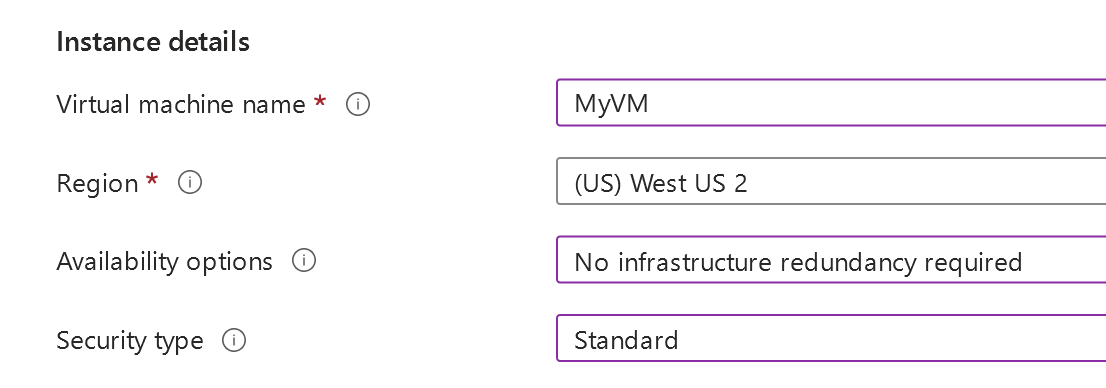 Instance details
Virtual machine name * MyVM
Region * (US) West US 2
Availability options No infrastructure redundancy required
Security type Standard